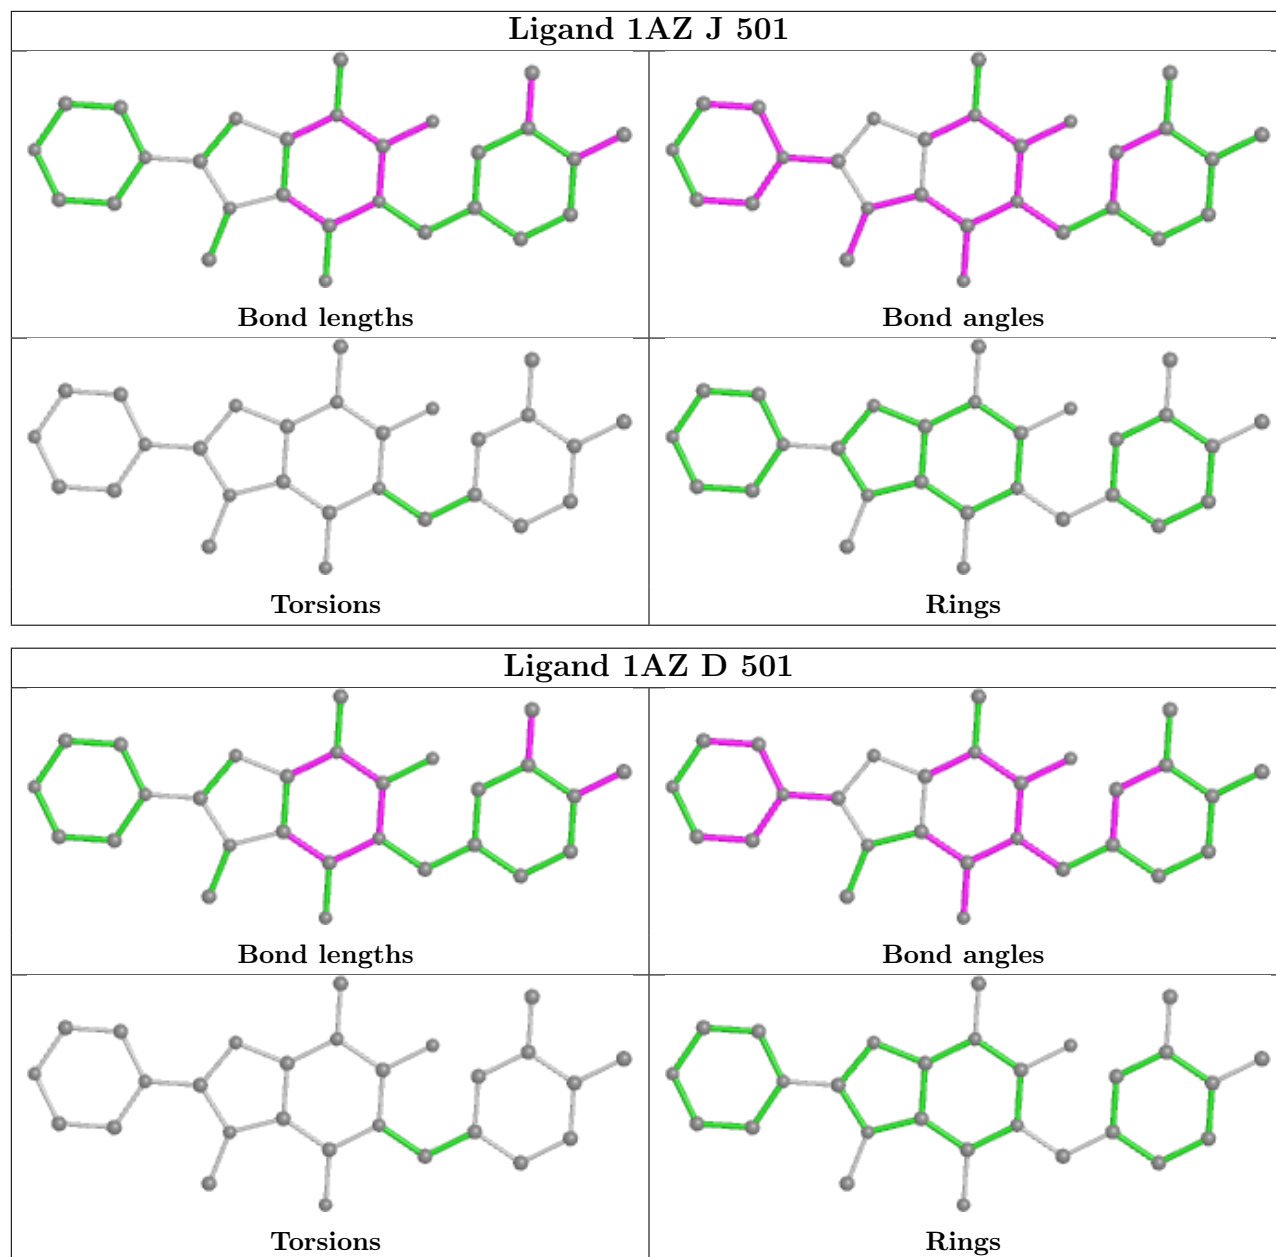 Ligand 1AZ J 501
Bond lengths
Bond angles
Torsions
Rings
Ligand 1AZ D 501
Bond lengths
Bond angles
Torsions
Rings